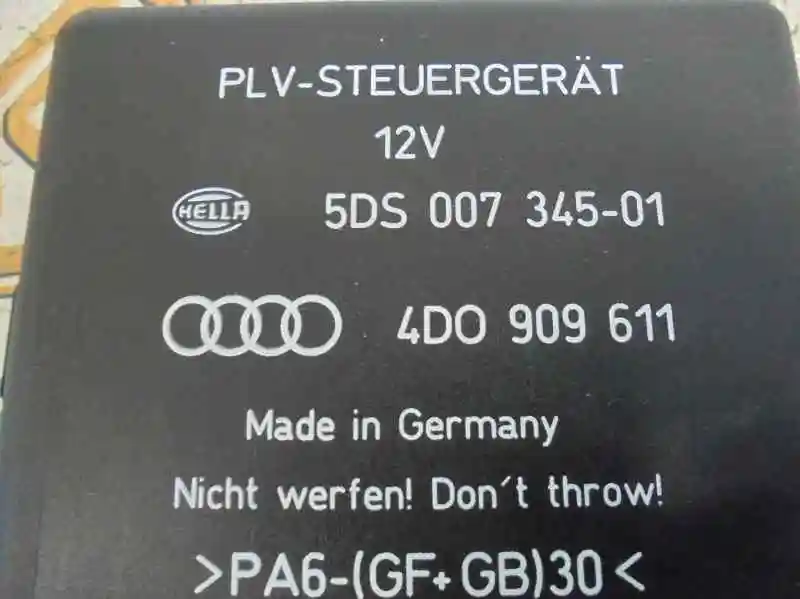 PLV-STEUERGERÄT
12V
HELLA 5DS 007 345-01
4D0 909 611
Made in Germany
Nicht werfen! Don´t throw!
>PA6-(GF+GB)30<